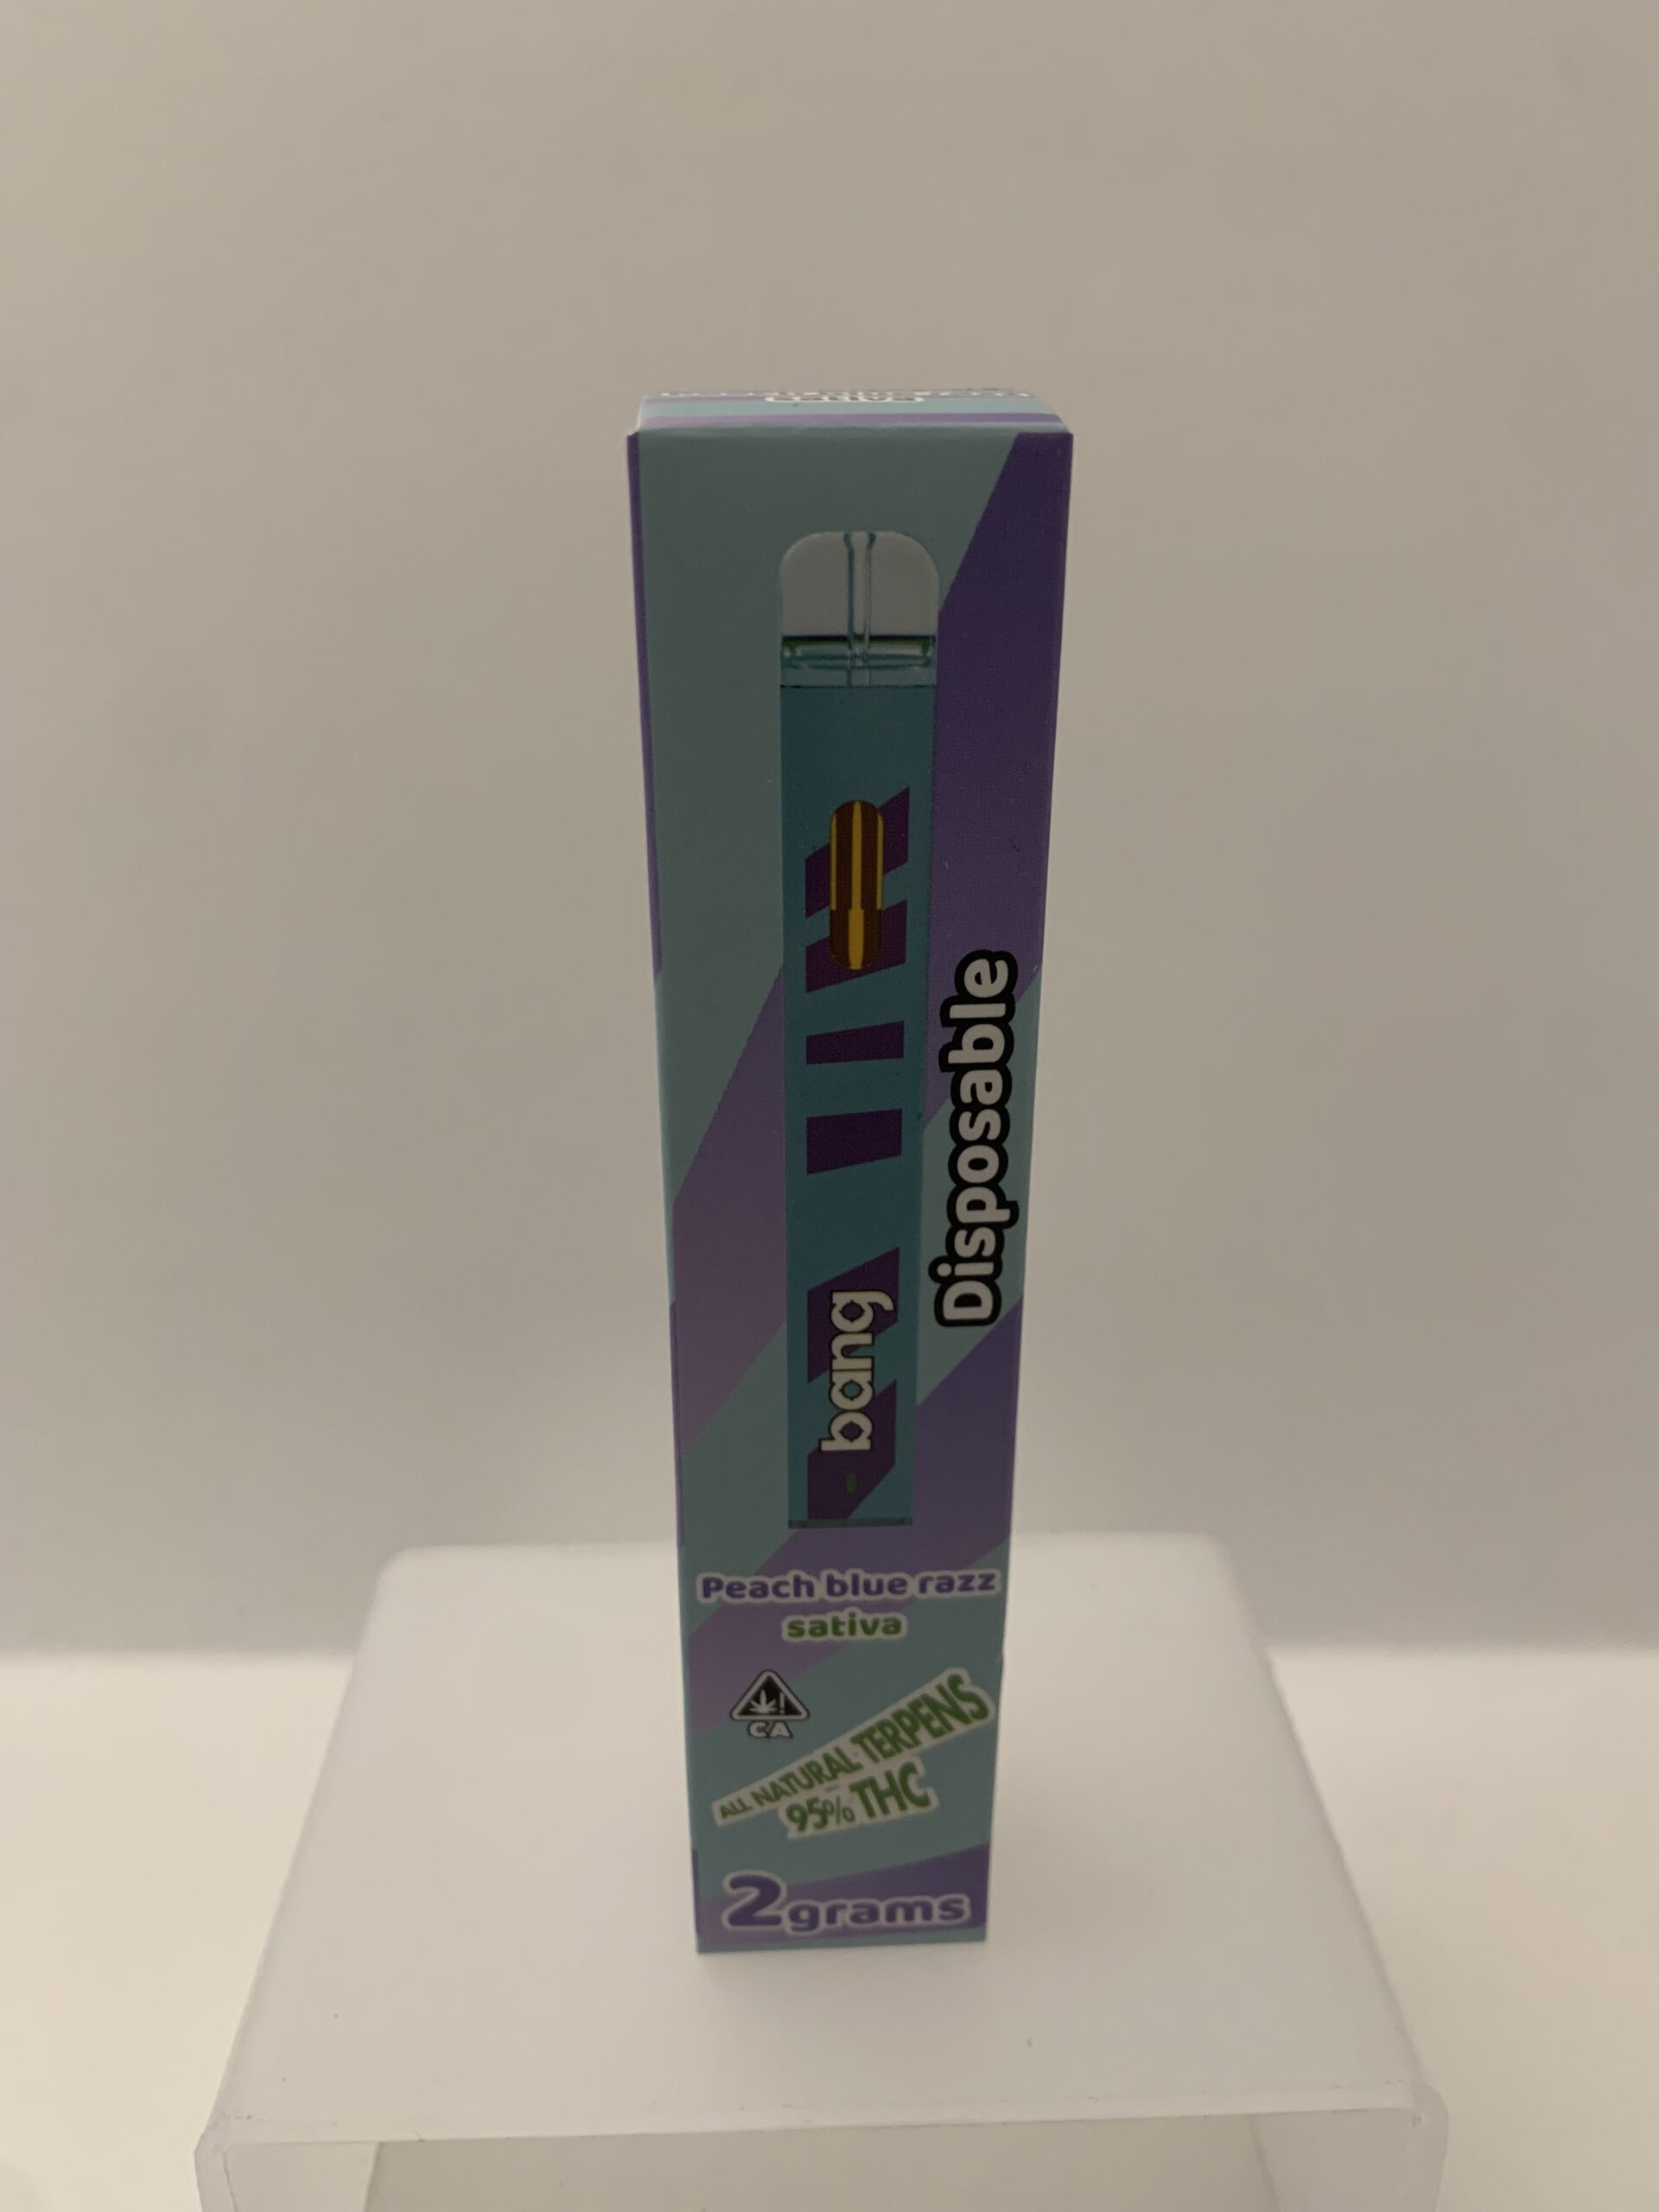 Disposable
bang
Peach blue razz
sativa
CA
ALL NATURAL TERPENS
95% THC
2grams